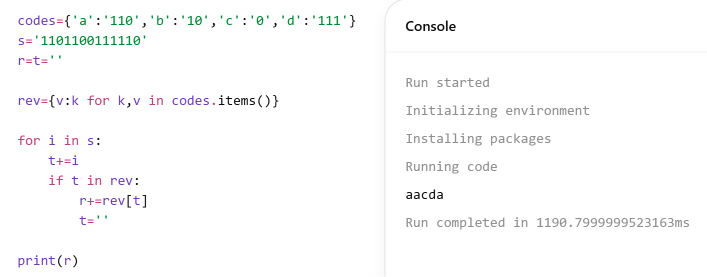 codes={'a':'110','b':'10','c':'0','d':'111'}
s='1101100111110'
r=t=''
rev={v:k for k,v in codes.items()}
for i in s:
    t+=i
    if t in rev:
        r+=rev[t]
        t=''
print(r)
Console
Run started
Initializing environment
Installing packages
Running code
aacda
Run completed in 1190.7999999523163ms